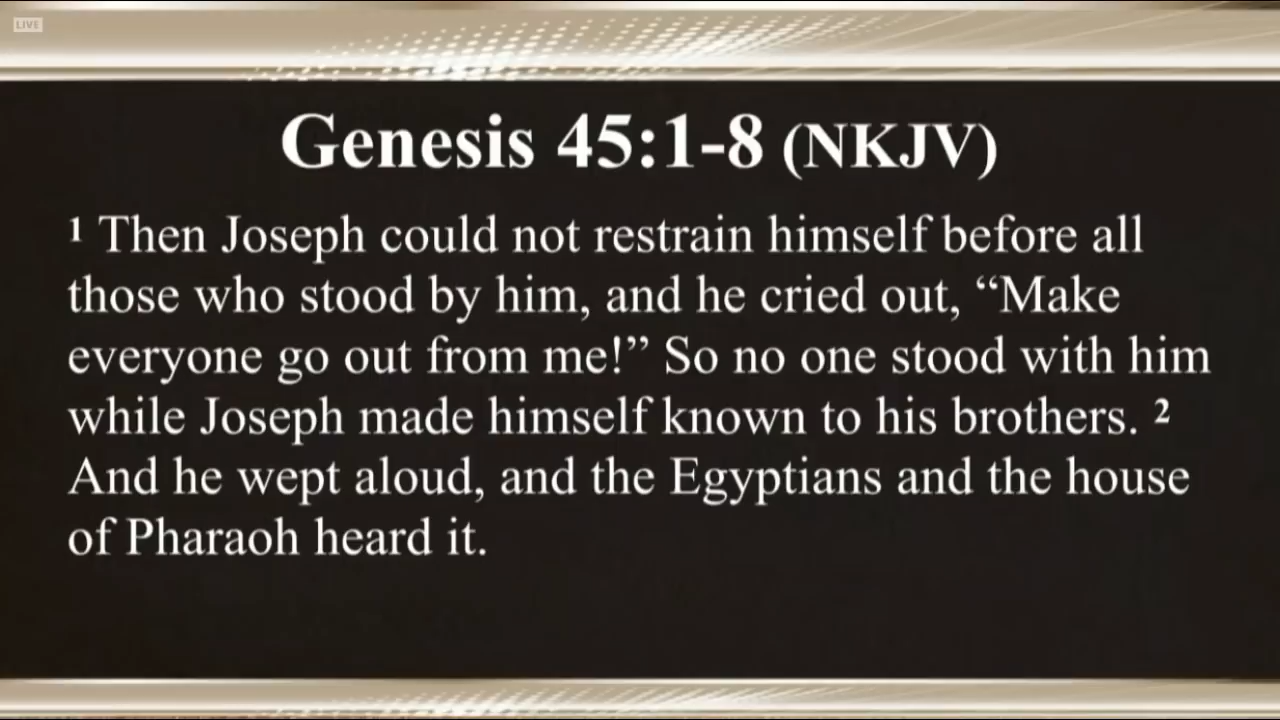 LIVE
Genesis 45:1-8 (NKJV)
1 Then Joseph could not restrain himself before all
those who stood by him, and he cried out, “Make
everyone go out from me!” So no one stood with him
while Joseph made himself known to his brothers. 2
And he wept aloud, and the Egyptians and the house
of Pharaoh heard it.